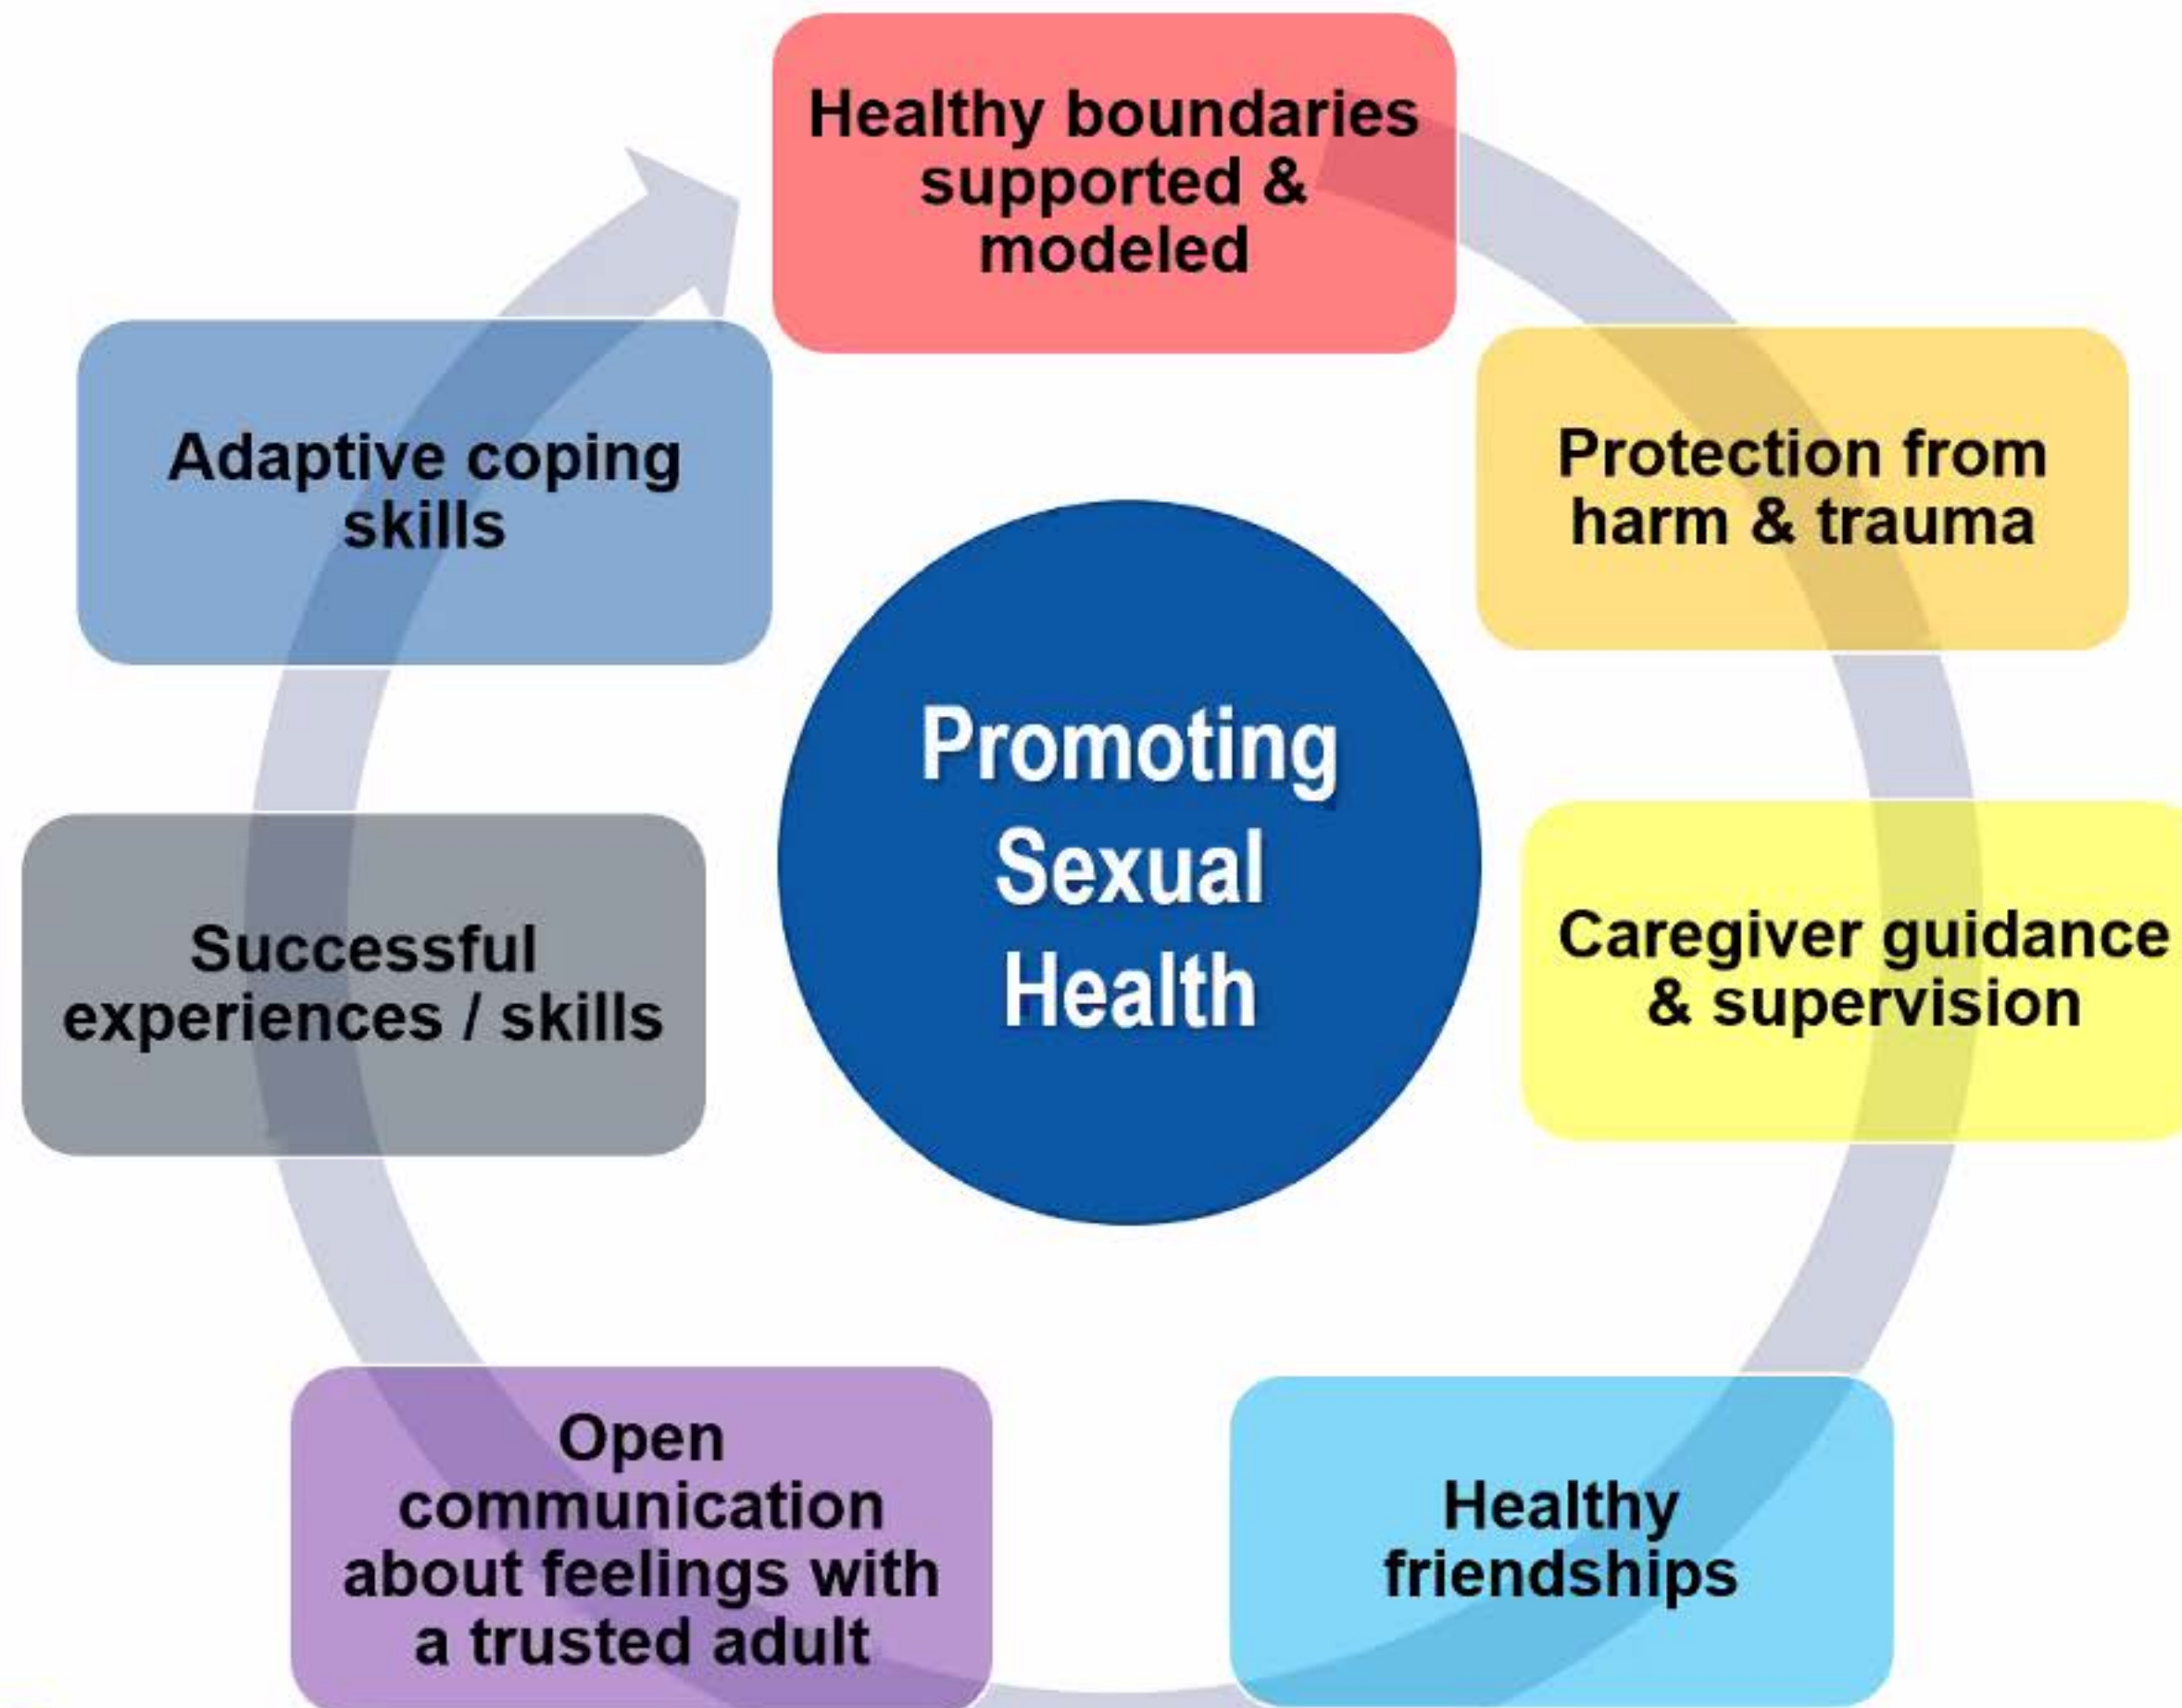 Healthy boundaries
supported &
modeled
Protection from
harm & trauma
Caregiver guidance
& supervision
Healthy
friendships
Open
communication
about feelings with
a trusted adult
Successful
experiences / skills
Adaptive coping
skills
Promoting
Sexual
Health